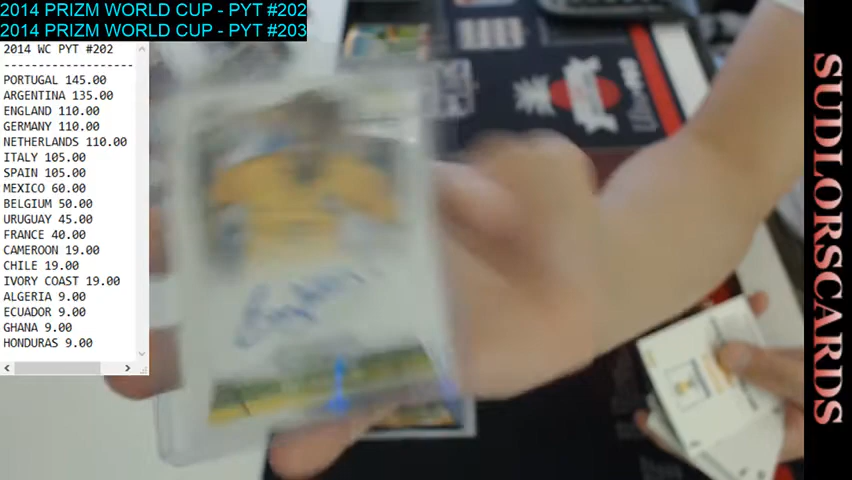 2014 PRIZM WORLD CUP - PYT #202
2014 PRIZM WORLD CUP - PYT #203
2014 WC PYT #202
-------------------
PORTUGAL 145.00
ARGENTINA 135.00
ENGLAND 110.00
GERMANY 110.00
NETHERLANDS 110.00
ITALY 105.00
SPAIN 105.00
MEXICO 60.00
BELGIUM 50.00
URUGUAY 45.00
FRANCE 40.00
CAMEROON 19.00
CHILE 19.00
IVORY COAST 19.00
ALGERIA 9.00
ECUADOR 9.00
GHANA 9.00
HONDURAS 9.00
SUDLORSCARDS